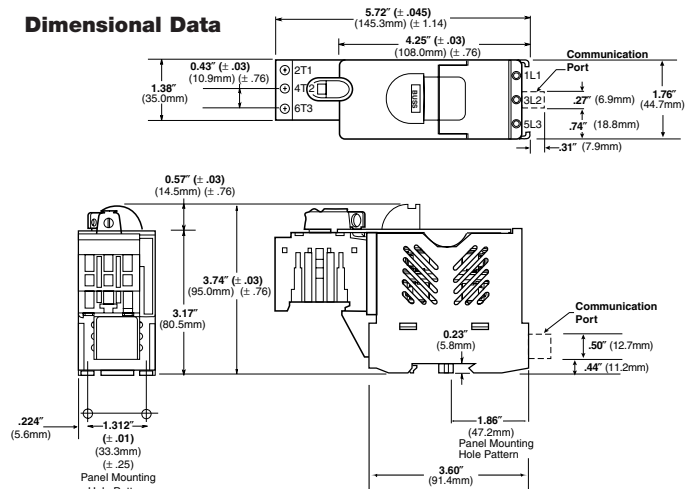 Dimensional Data
5.72″ (± .045)
(145.3mm) (± 1.14)
4.25″ (± .03)
(108.0mm) (± .76)
0.43″ (± .03)
(10.9mm) (± .76)
1.38″
(35.0mm)
2T1
4T2
6T3
BUSS
1L1
3L2
5L3
Communication
Port
1.76″
(44.7mm)
.27″ (6.9mm)
.74″ (18.8mm)
.31″ (7.9mm)
0.57″ (± .03)
(14.5mm) (± .76)
3.74″ (± .03)
(95.0mm) (± .76)
3.17″
(80.5mm)
0.23″
(5.8mm)
Communication
Port
.50″ (12.7mm)
.44″ (11.2mm)
.224″
(5.6mm)
1.312″
(± .01)
(33.3mm)
(± .25)
Panel Mounting
Hole Pattern
1.86″
(47.2mm)
Panel Mounting
Hole Pattern
3.60″
(91.4mm)